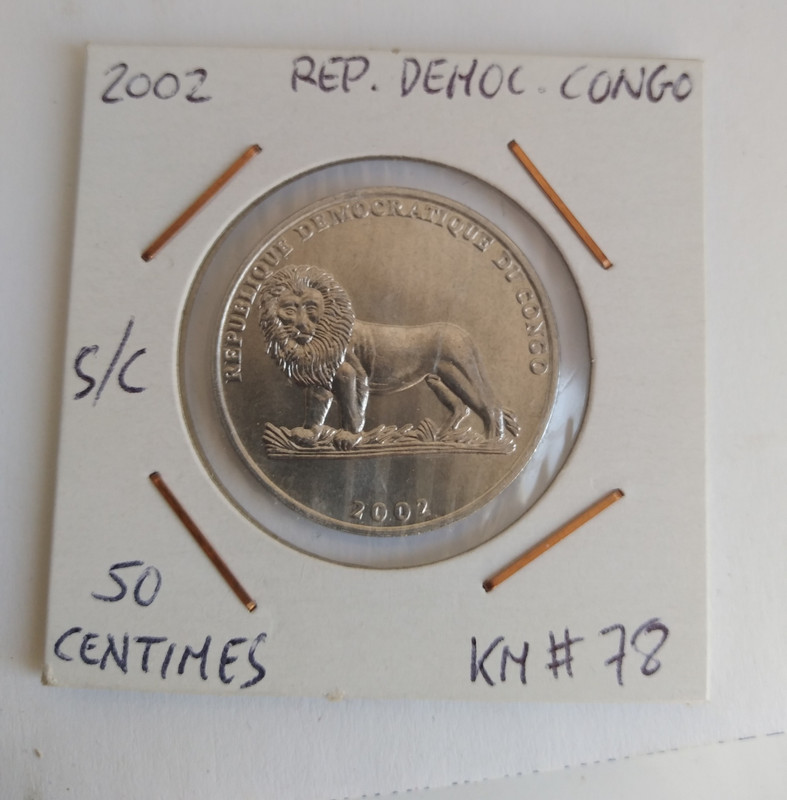 2002 REP. DEMOC. CONGO
REPUBLIQUE DEMOCRATIQUE DU CONGO
S/C
2002
50
CENTIMES
KM # 78